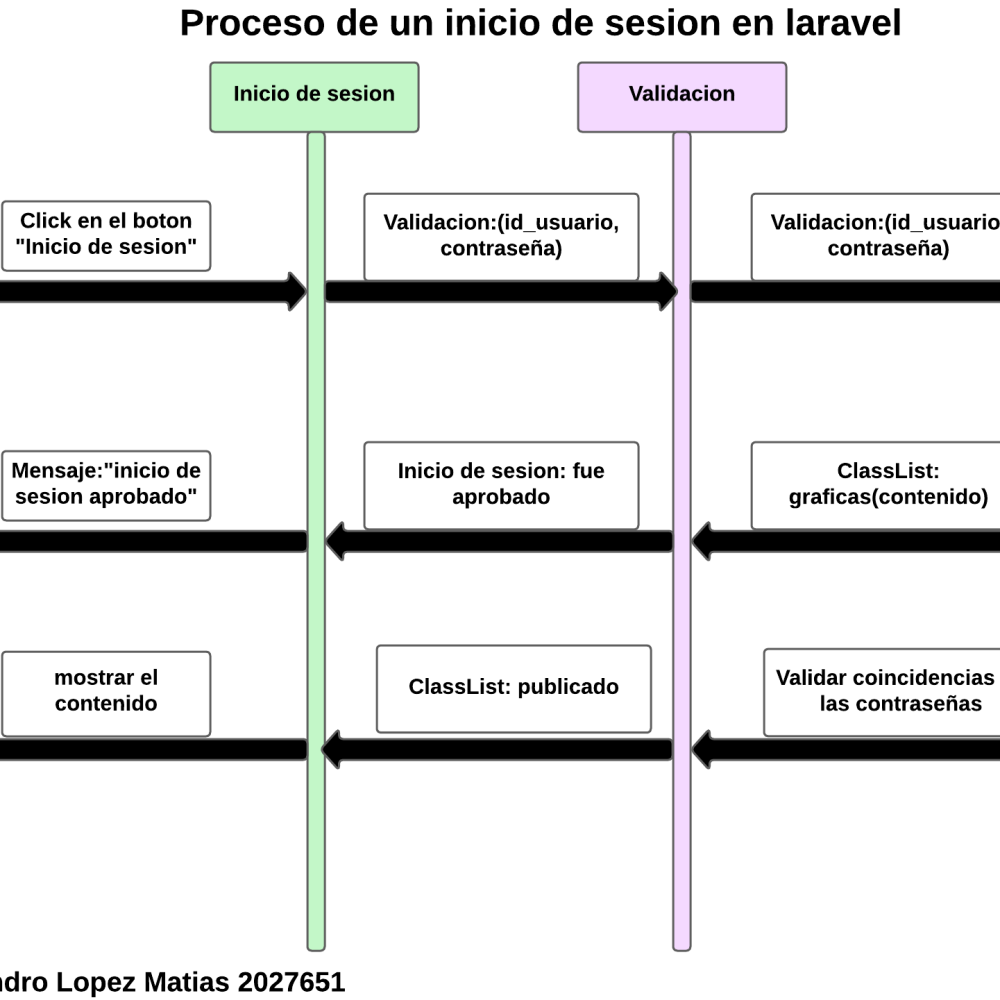 Proceso de un inicio de sesion en laravel
Inicio de sesion
Validacion
Click en el boton
"Inicio de sesion"
Validacion:(id_usuario,
contraseña)
Validacion:(id_usuario
contraseña)
Mensaje:"inicio de
sesion aprobado"
Inicio de sesion: fue
aprobado
ClassList:
graficas(contenido)
mostrar el
contenido
ClassList: publicado
Validar coincidencias
las contraseñas
ndro Lopez Matias 2027651